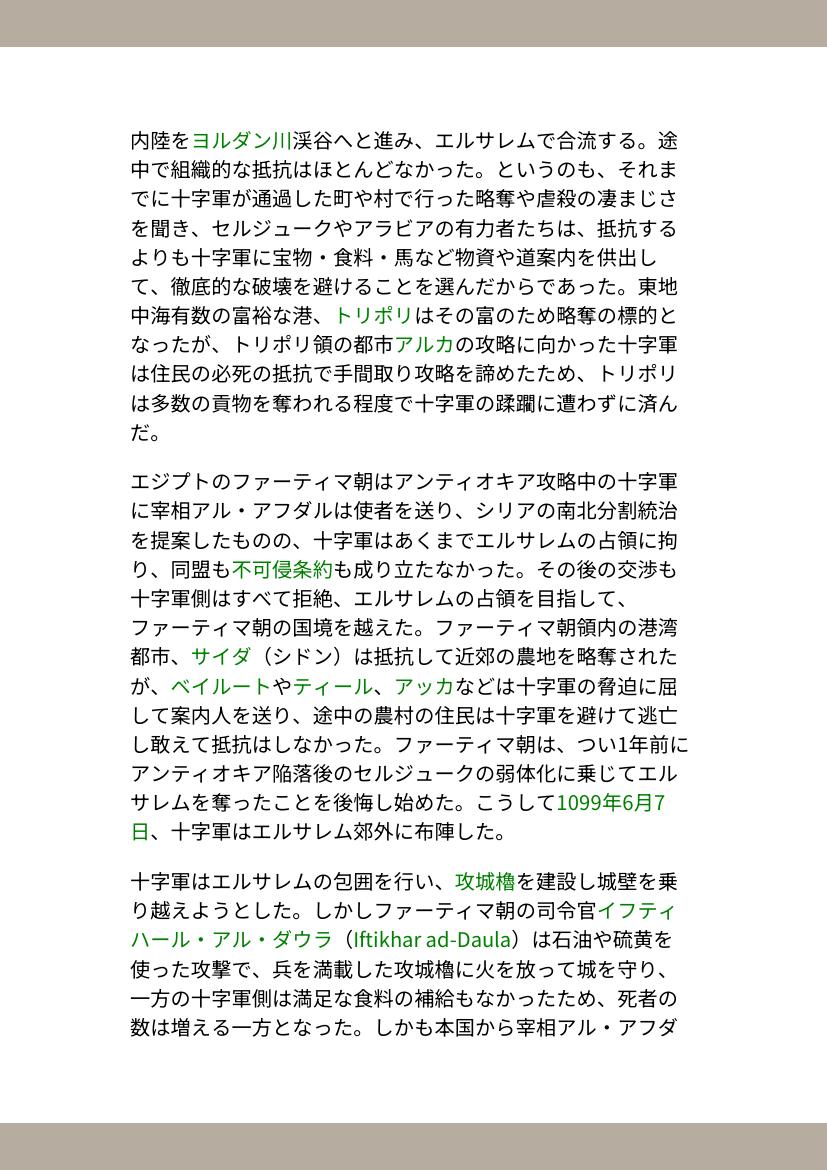 内陸をヨルダン川渓谷へと進み、エルサレムで合流する。途
中で組織的な抵抗はほとんどなかった。というのも、それま
でに十字軍が通過した町や村で行った略奪や虐殺の凄まじさ
を聞き、セルジュークやアラビアの有力者たちは、抵抗する
よりも十字軍に宝物・食料・馬など物資や道案内を供出し
て、徹底的な破壊を避けることを選んだからであった。東地
中海有数の富裕な港、トリポリはその富のため略奪の標的と
なったが、トリポリ領の都市アルカの攻略に向かった十字軍
は住民の必死の抵抗で手間取り攻略を諦めたため、トリポリ
は多数の貢物を奪われる程度で十字軍の蹂躙に遭わずに済ん
だ。
エジプトのファーティマ朝はアンティオキア攻略中の十字軍
に宰相アル・アフダルは使者を送り、シリアの南北分割統治
を提案したものの、十字軍はあくまでエルサレムの占領に拘
り、同盟も不可侵条約も成り立たなかった。その後の交渉も
十字軍側はすべて拒絶、エルサレムの占領を目指して、
ファーティマ朝の国境を越えた。ファーティマ朝領内の港湾
都市、サイダ（シドン）は抵抗して近郊の農地を略奪された
が、ベイルートやティール、アッカなどは十字軍の脅迫に屈
して案内人を送り、途中の農村の住民は十字軍を避けて逃亡
し敢えて抵抗はしなかった。ファーティマ朝は、つい1年前に
アンティオキア陥落後のセルジュークの弱体化に乗じてエル
サレムを奪ったことを後悔し始めた。こうして1099年6月7
日、十字軍はエルサレム郊外に布陣した。
十字軍はエルサレムの包囲を行い、攻城櫓を建設し城壁を乗
り越えようとした。しかしファーティマ朝の司令官イフティ
ハール・アル・ダウラ（Iftikhar ad-Daula）は石油や硫黄を
使った攻撃で、兵を満載した攻城櫓に火を放って城を守り、
一方の十字軍側は満足な食料の補給もなかったため、死者の
数は増える一方となった。しかも本国から宰相アル・アフダ